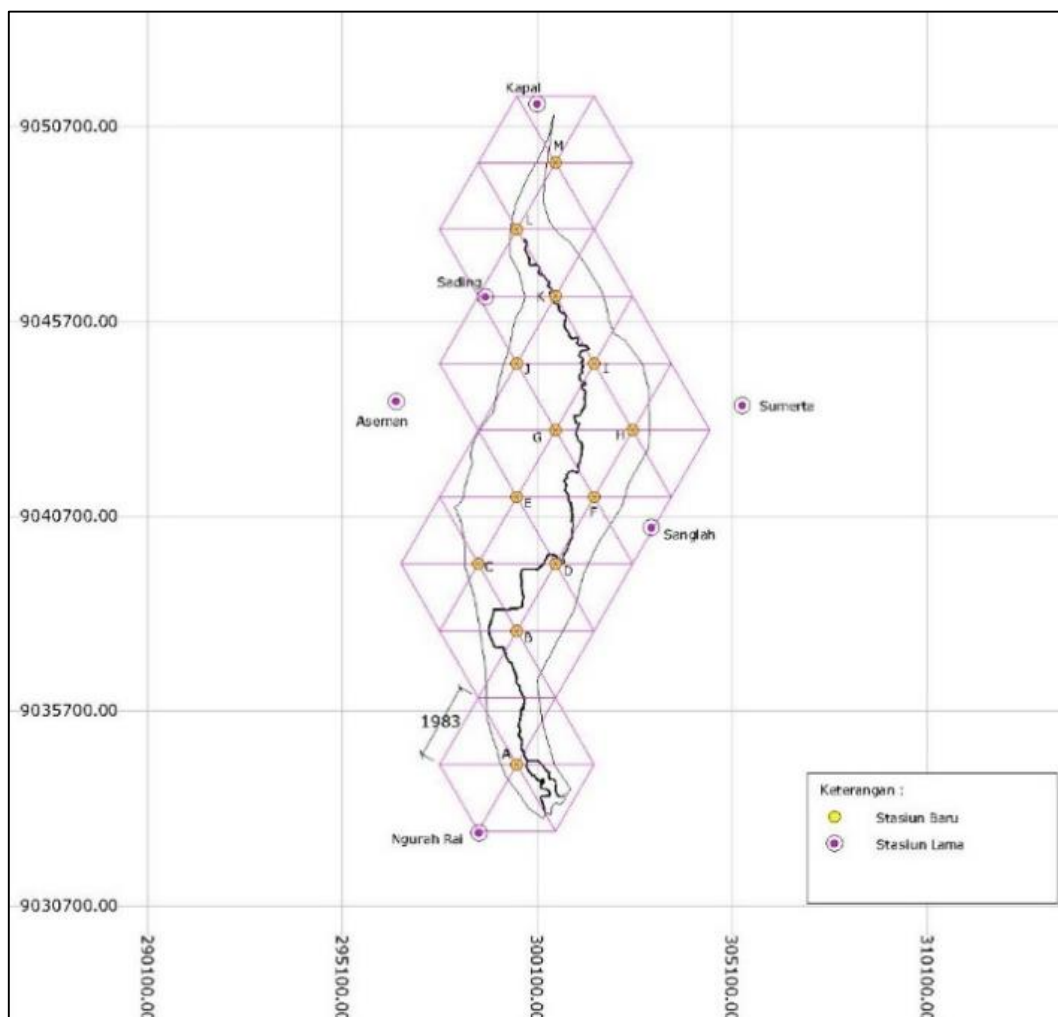 Kapal
9050700.00
M
L
Sading
K
9045700.00
J
I
Aseman
Sumerta
G
H
E
F
9040700.00
Sanglah
C
D
B
9035700.00
1983
A
Keterangan :
Stasiun Baru
Ngurah Rai
Stasiun Lama
9030700.00
290100.00
295100.00
300100.00
305100.00
310100.00